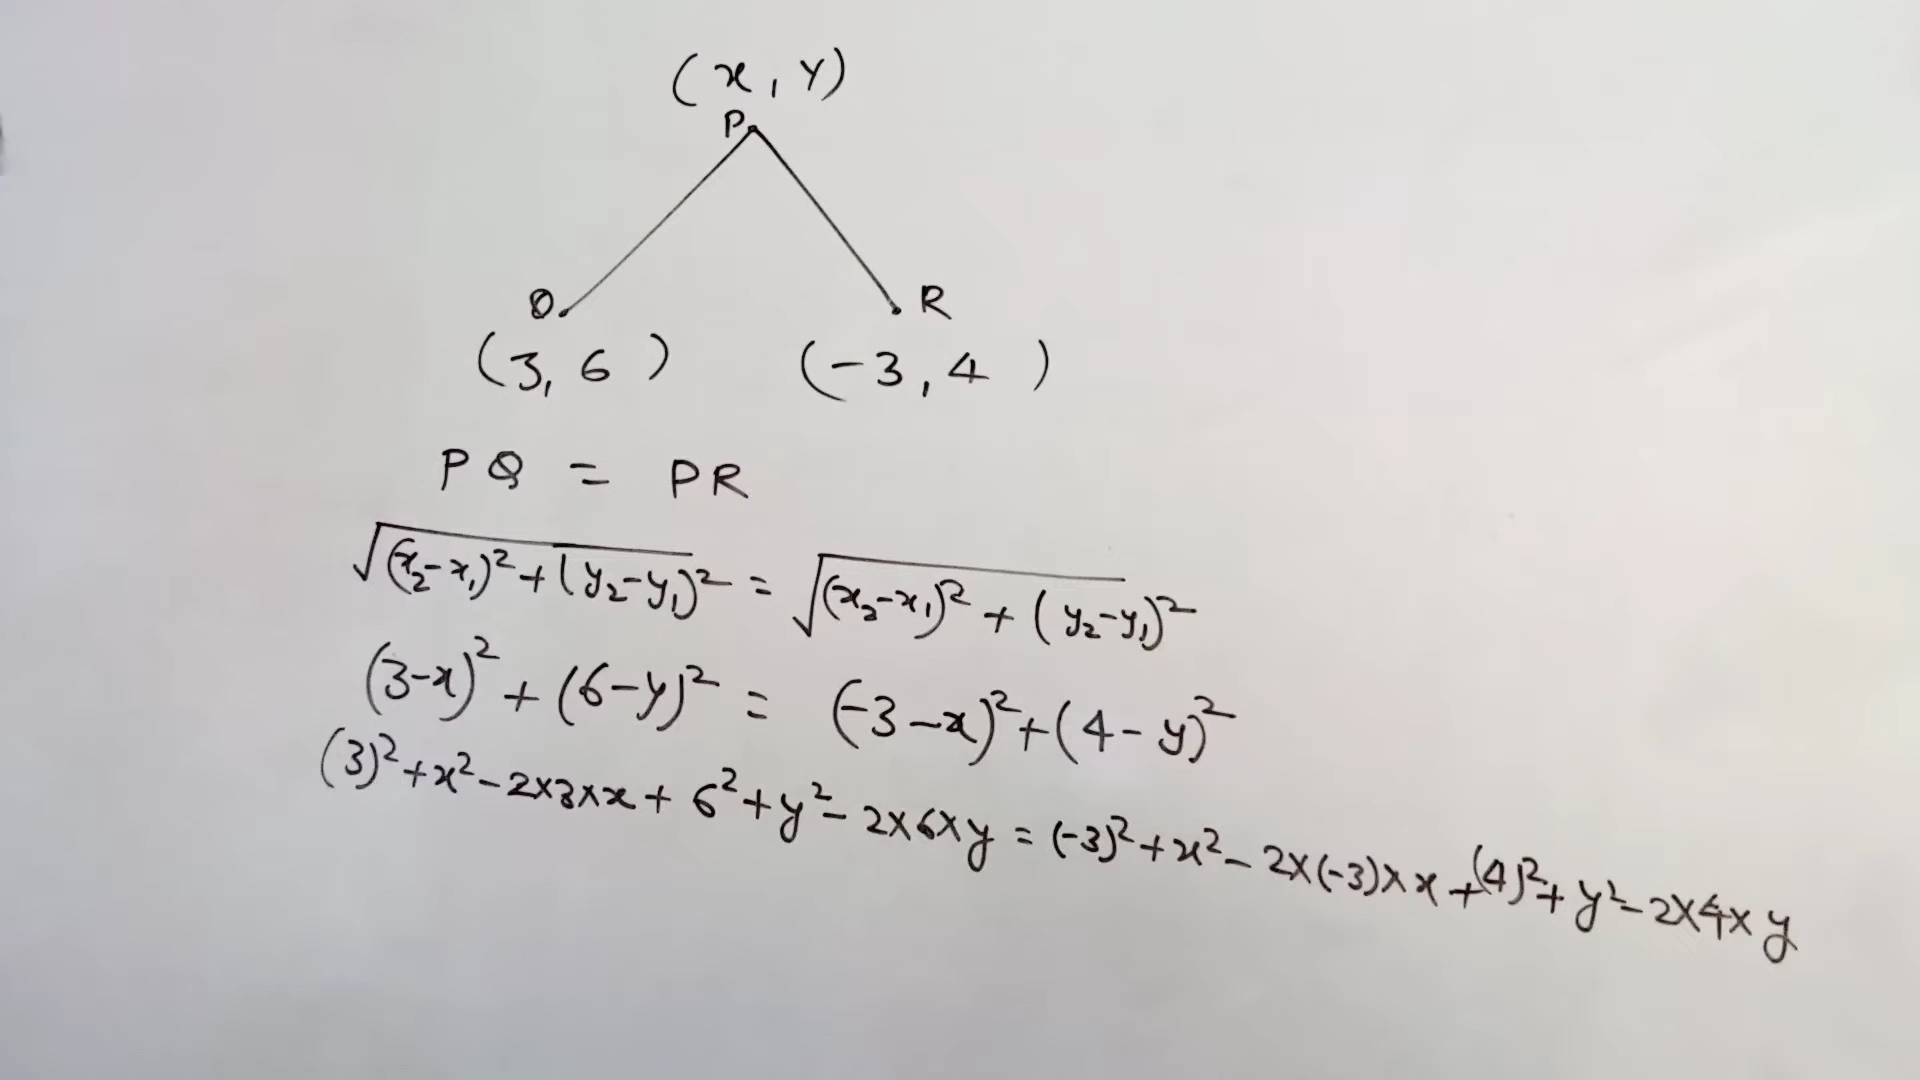 (x, y)
P
Q R
(3, 6) (-3, 4)
PQ = PR
√(x₂-x₁)²+(y₂-y₁)² = √(x₂-x₁)²+(y₂-y₁)²
(3-x)²+(6-y)² = (-3-x)²+(4-y)²
(3)²+x²-2×3×x+6²+y²-2×6×y = (-3)²+x²-2×(-3)×x+(4)²+y²-2×4×y